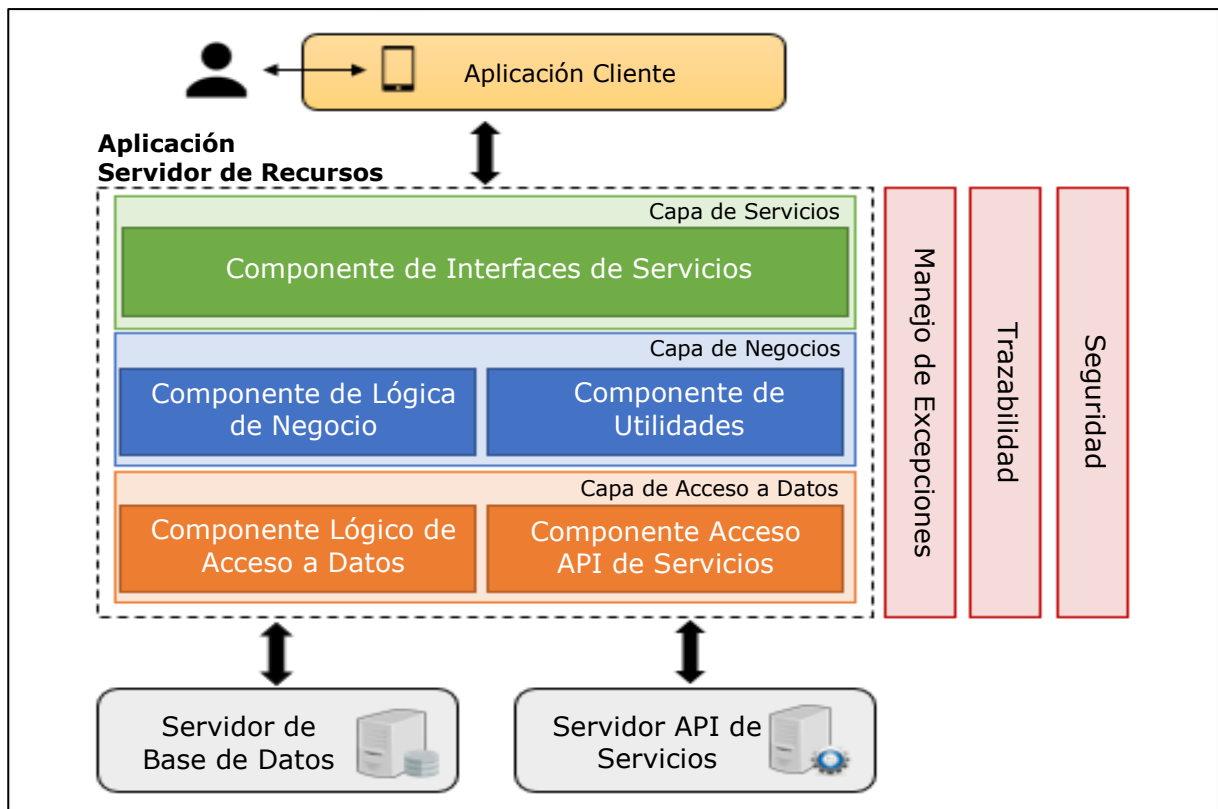 Aplicación Cliente
Aplicación
Servidor de Recursos
Capa de Servicios
Componente de Interfaces de Servicios
Capa de Negocios
Componente de Lógica
de Negocio
Componente de
Utilidades
Capa de Acceso a Datos
Componente Lógico de
Acceso a Datos
Componente Acceso
API de Servicios
Manejo de Excepciones
Trazabilidad
Seguridad
Servidor de
Base de Datos
Servidor API de
Servicios